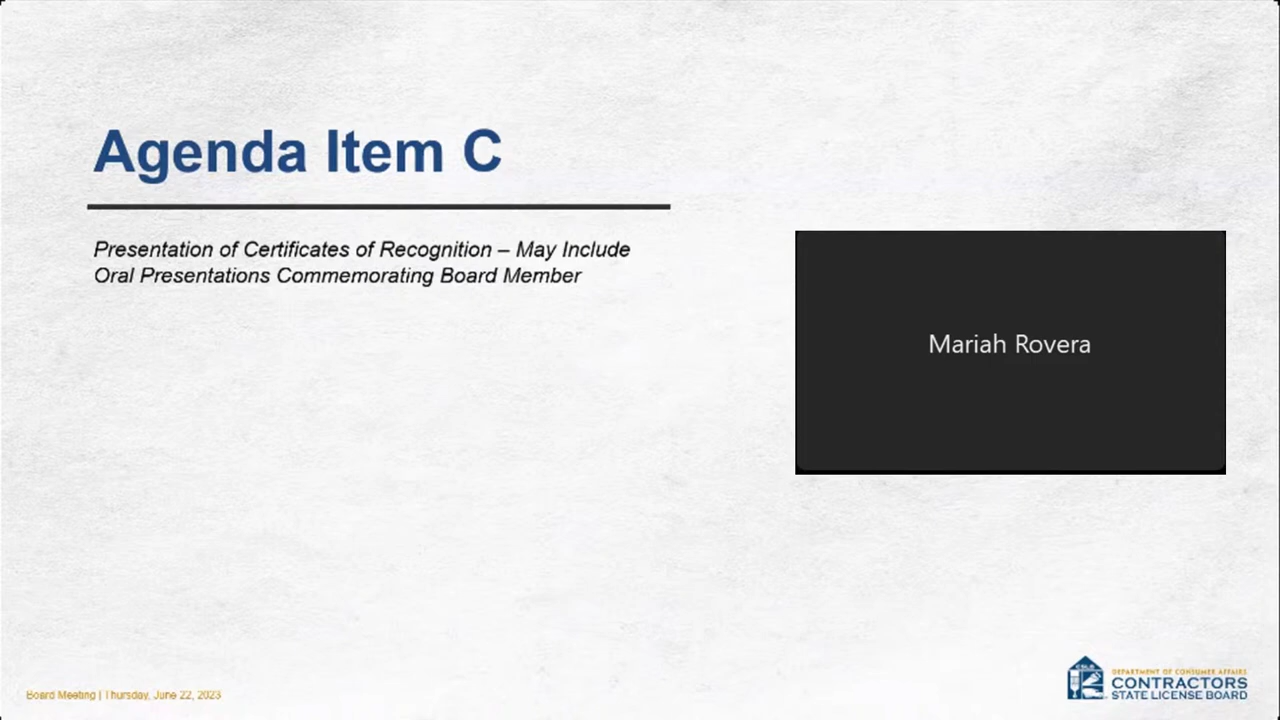 Agenda Item C
Presentation of Certificates of Recognition – May Include
Oral Presentations Commemorating Board Member
Mariah Rovera
Board Meeting | Thursday, June 22, 2023
CSLB
DEPARTMENT OF CONSUMER AFFAIRS
CONTRACTORS
STATE LICENSE BOARD